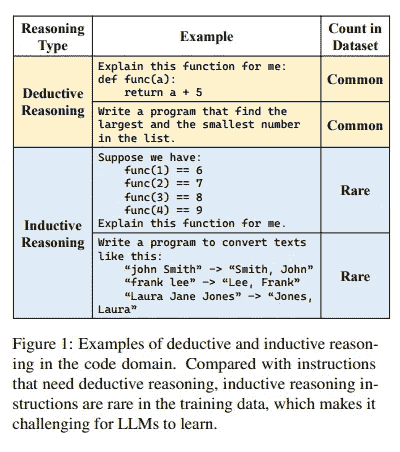 Reasoning Type
Example
Count in Dataset
Deductive Reasoning
Explain this function for me:
def func(a):
    return a + 5
Common
Write a program that find the
largest and the smallest number
in the list.
Common
Inductive Reasoning
Suppose we have:
    func(1) == 6
    func(2) == 7
    func(3) == 8
    func(4) == 9
Explain this function for me.
Rare
Write a program to convert texts
like this:
    “john Smith” -> “Smith, John”
    “frank lee” -> “Lee, Frank”
    “Laura Jane Jones” -> “Jones,
Laura”
Rare
Figure 1: Examples of deductive and inductive reason-
ing in the code domain. Compared with instructions
that need deductive reasoning, inductive reasoning in-
structions are rare in the training data, which makes it
challenging for LLMs to learn.